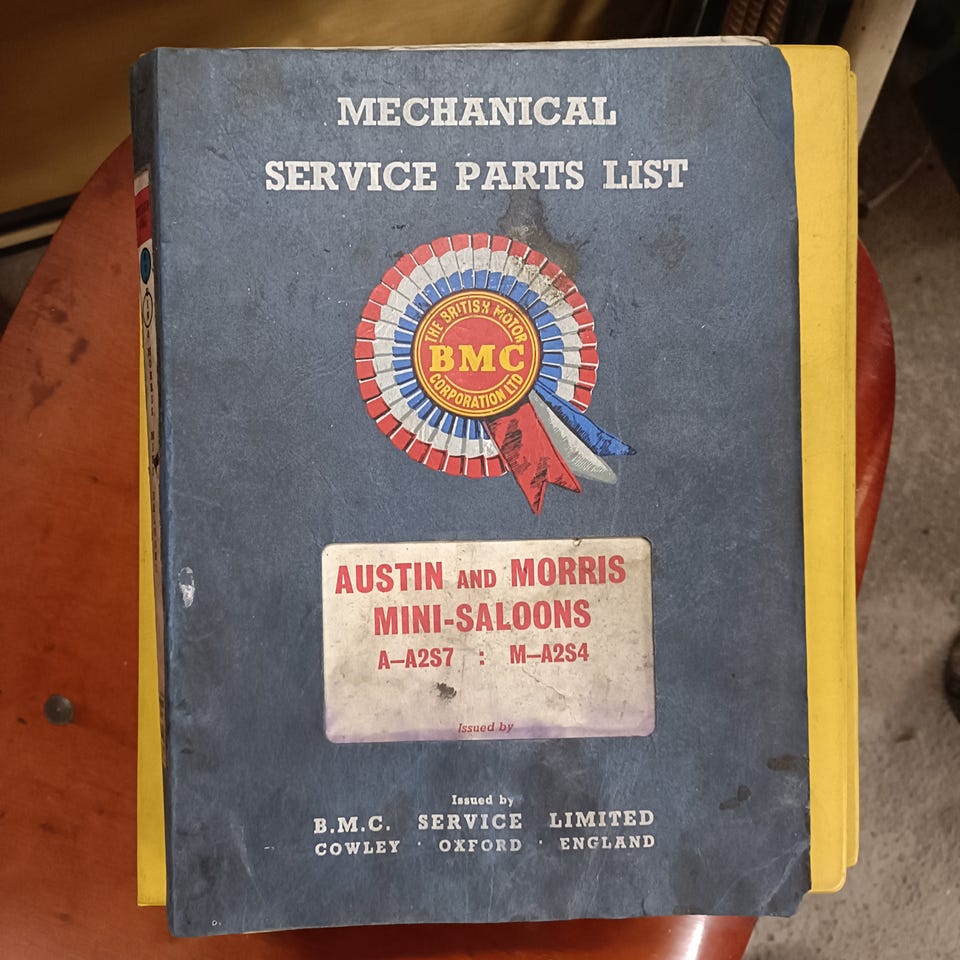 MECHANICAL
SERVICE PARTS LIST
THE BRITISH MOTOR
BMC
CORPORATION LTD
AUSTIN AND MORRIS
MINI-SALOONS
A—A2S7 : M—A2S4
Issued by
Issued by
B.M.C. SERVICE LIMITED
COWLEY · OXFORD · ENGLAND